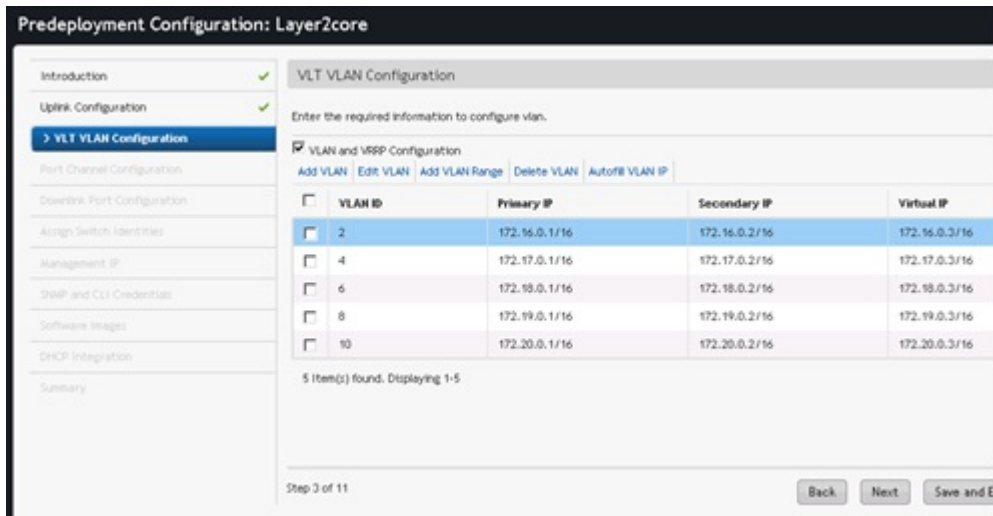 Predeployment Configuration: Layer2core
Introduction
Uplink Configuration
> VLT VLAN Configuration
Port Channel Configuration
Downlink Port Configuration
Assign Switch Identities
Management IP
SNMP and CLI Credentials
Software Images
DHCP Integration
Summary
VLT VLAN Configuration
Enter the required information to configure vlan.
VLAN and VRRP Configuration
Add VLAN Edit VLAN Add VLAN Range Delete VLAN Autofill VLAN IP
VLAN ID Primary IP Secondary IP Virtual IP
2 172.16.0.1/16 172.16.0.2/16 172.16.0.3/16
4 172.17.0.1/16 172.17.0.2/16 172.17.0.3/16
6 172.18.0.1/16 172.18.0.2/16 172.18.0.3/16
8 172.19.0.1/16 172.19.0.2/16 172.19.0.3/16
10 172.20.0.1/16 172.20.0.2/16 172.20.0.3/16
5 Item(s) found. Displaying 1-5
Step 3 of 11
Back Next Save and E